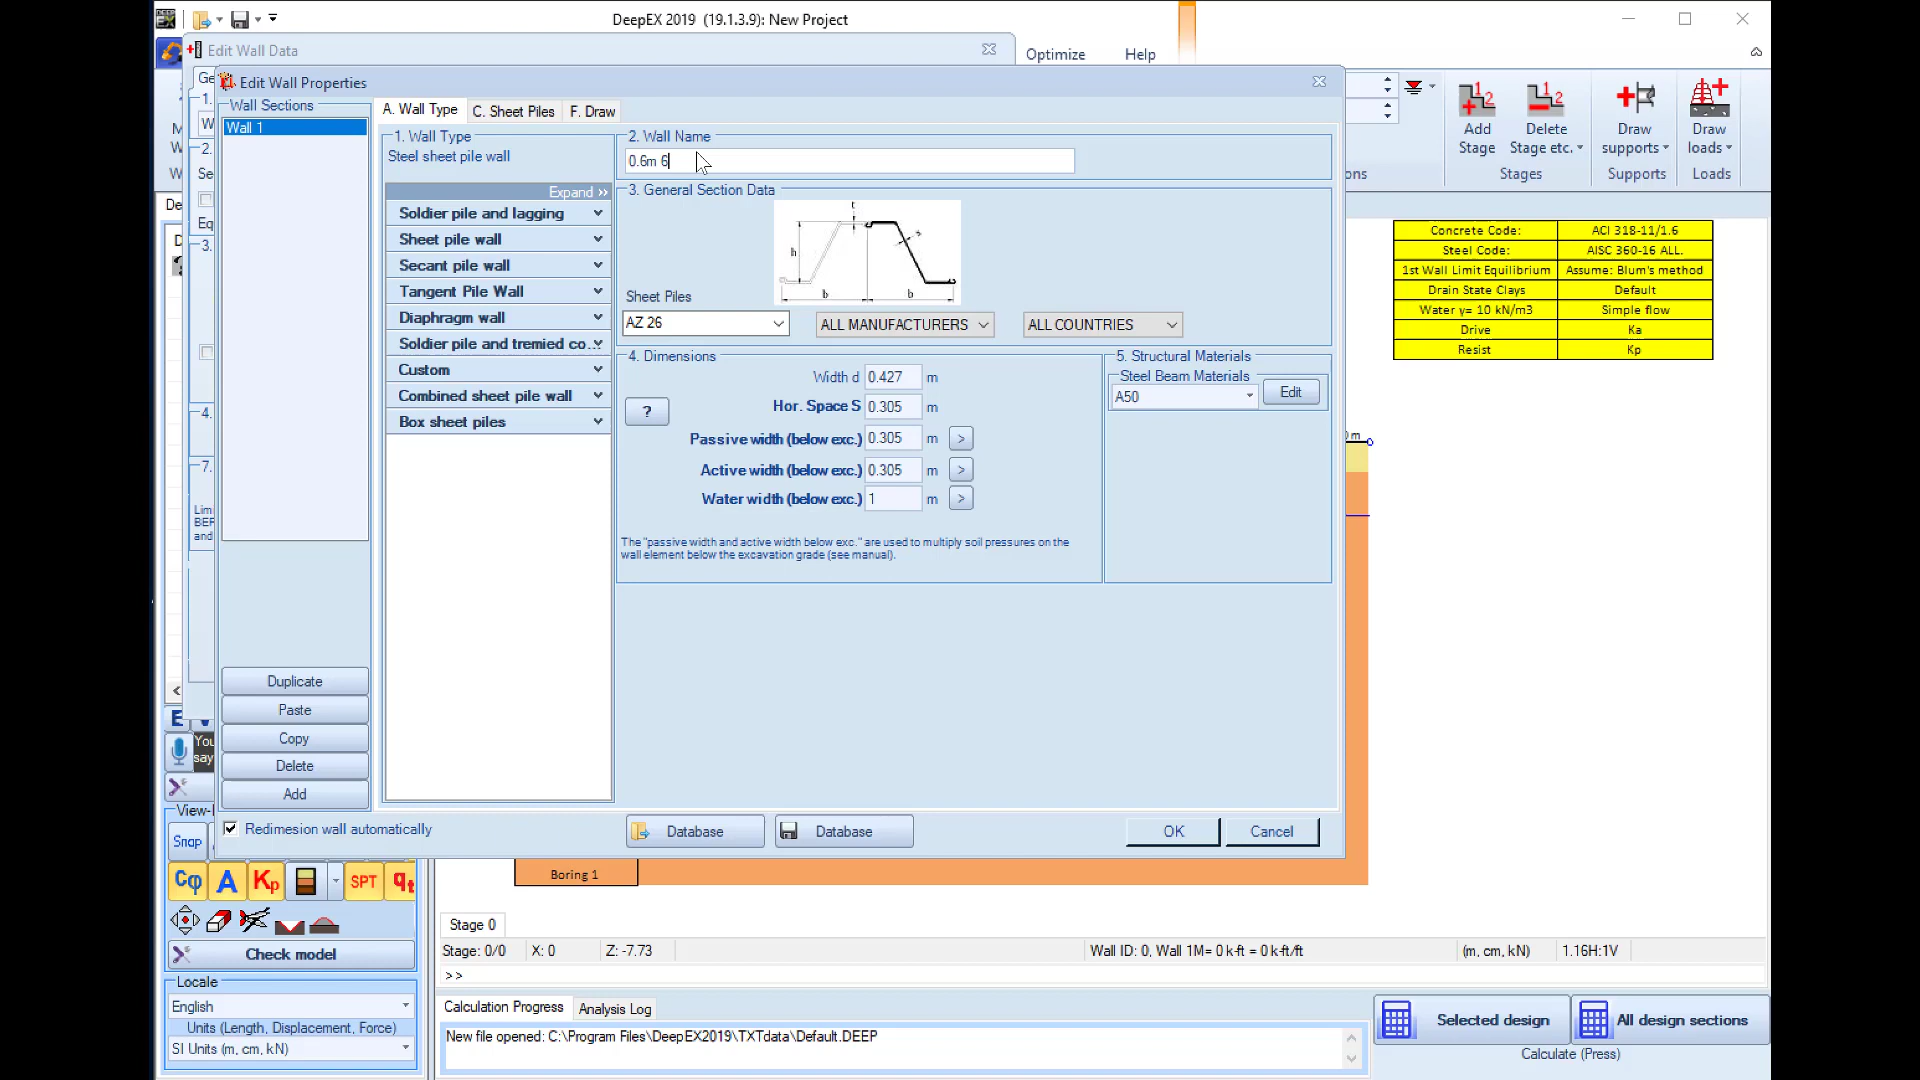 DeepEX 2019 (19.1.3.9): New Project
Edit Wall Data
Optimize
Help
Edit Wall Properties
Wall Sections
Wall 1
A. Wall Type
C. Sheet Piles
F. Draw
1. Wall Type
Steel sheet pile wall
Expand >>
Soldier pile and lagging
Sheet pile wall
Secant pile wall
Tangent Pile Wall
Diaphragm wall
Soldier pile and tremied co...
Custom
Combined sheet pile wall
Box sheet piles
2. Wall Name
0.6m 6
3. General Section Data
t
h
s
b
b
Sheet Piles
AZ 26
ALL MANUFACTURERS
ALL COUNTRIES
4. Dimensions
Width d 0.427 m
?
Hor. Space S 0.305 m
Passive width (below exc.) 0.305 m >
Active width (below exc.) 0.305 m >
Water width (below exc.) 1 m >
The "passive width and active width below exc." are used to multiply soil pressures on the
wall element below the excavation grade (see manual).
5. Structural Materials
Steel Beam Materials
A50
Edit
Duplicate
Paste
Copy
Delete
Add
Redimesion wall automatically
Database
Database
OK
Cancel
Add
Stage
Delete
Stage etc.
Draw
supports
Draw
loads
Stages
Supports
Loads
Concrete Code: ACI 318-11/1.6
Steel Code: AISC 360-16 ALL.
1st Wall Limit Equilibrium Assume: Blum's method
Drain State Clays Default
Water γ= 10 kN/m3 Simple flow
Drive Ka
Resist Kp
Snap
Cφ
A
Kp
SPT
qt
Check model
Locale
English
Units (Length, Displacement, Force)
SI Units (m, cm, kN)
Boring 1
Stage 0
Stage: 0/0
X: 0
Z: -7.73
Wall ID: 0, Wall 1M= 0 k-ft = 0 k-ft/ft
(m, cm, kN)
1.16H:1V
>>
Calculation Progress
Analysis Log
New file opened: C:\Program Files\DeepEX2019\TXTdata\Default.DEEP
Selected design
All design sections
Calculate (Press)